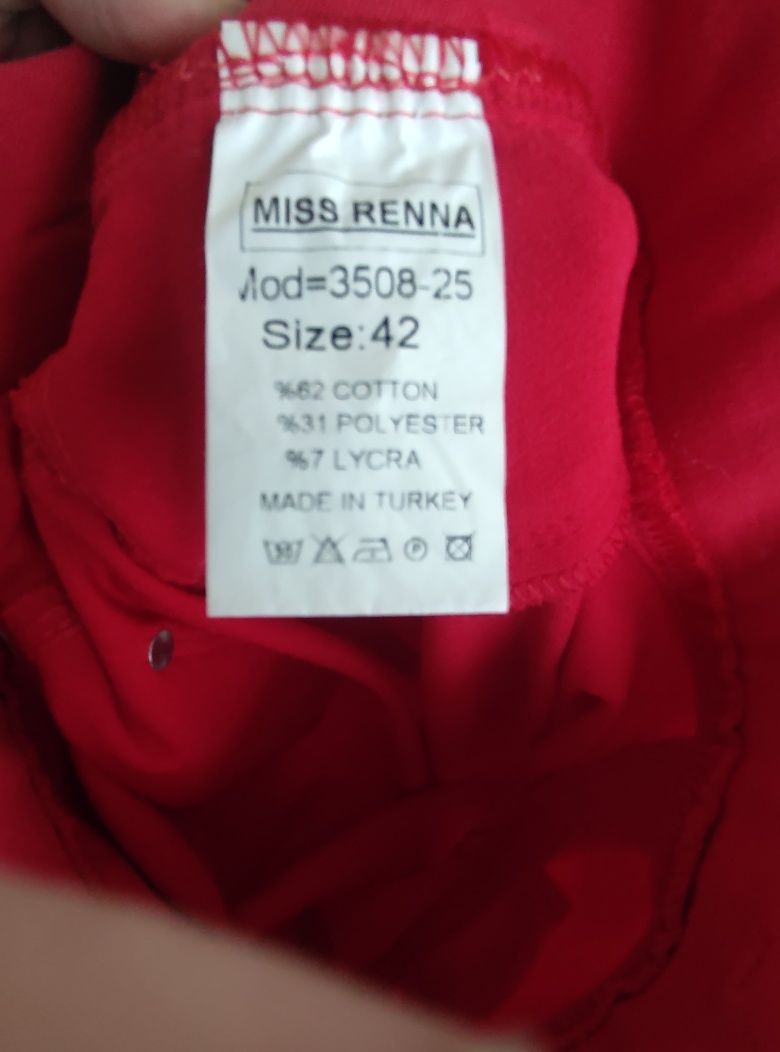 MISS RENNA
Mod=3508-25
Size:42
%62 COTTON
%31 POLYESTER
%7 LYCRA
MADE IN TURKEY